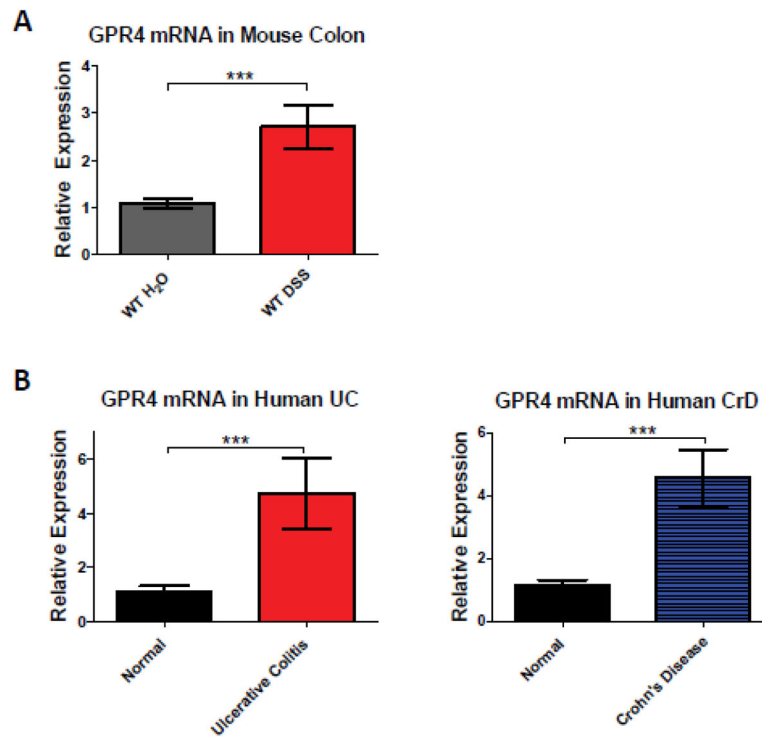 A
GPR4 mRNA in Mouse Colon
Relative Expression
4
3
2
1
0
***
WT H₂O
WT DSS
B
GPR4 mRNA in Human UC
Relative Expression
6
4
2
0
***
Normal
Ulcerative Colitis
GPR4 mRNA in Human CrD
Relative Expression
6
4
2
0
***
Normal
Crohn's Disease